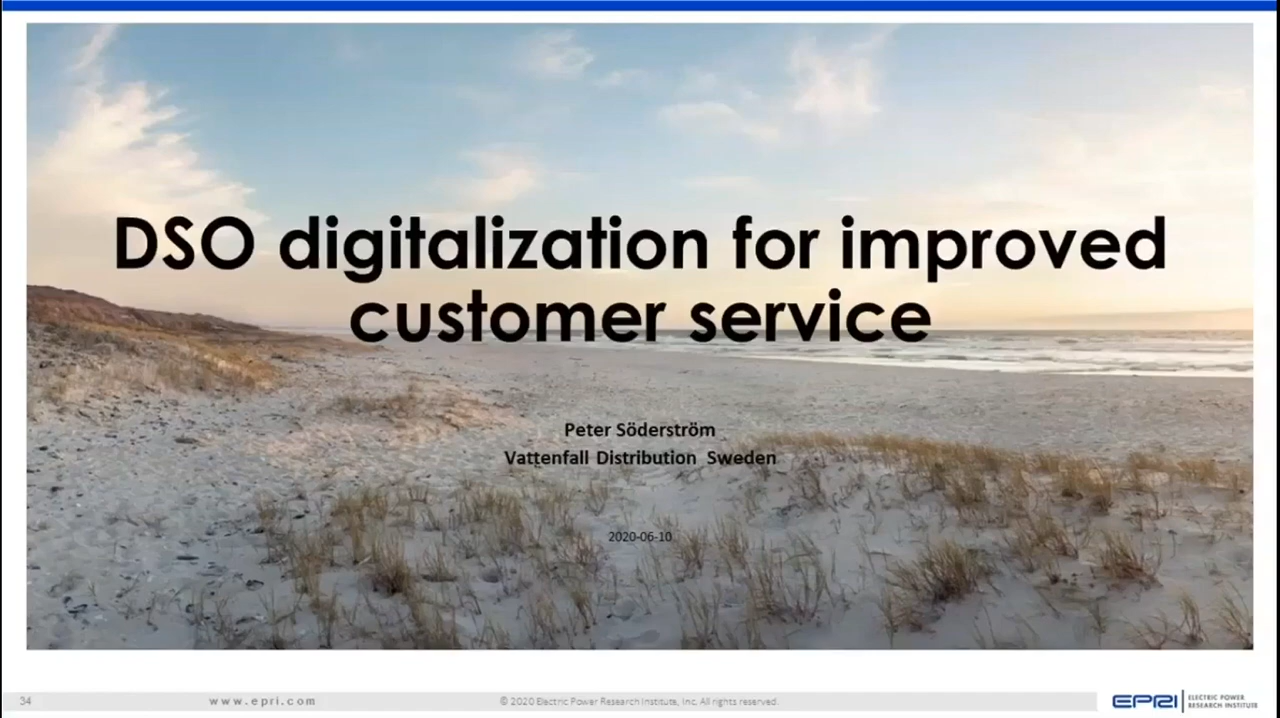 DSO digitalization for improved
customer service
Peter Söderström
Vattenfall Distribution Sweden
2020-06-10
34
www.epri.com
© 2020 Electric Power Research Institute, Inc. All rights reserved.
EPRI
ELECTRIC POWER
RESEARCH INSTITUTE